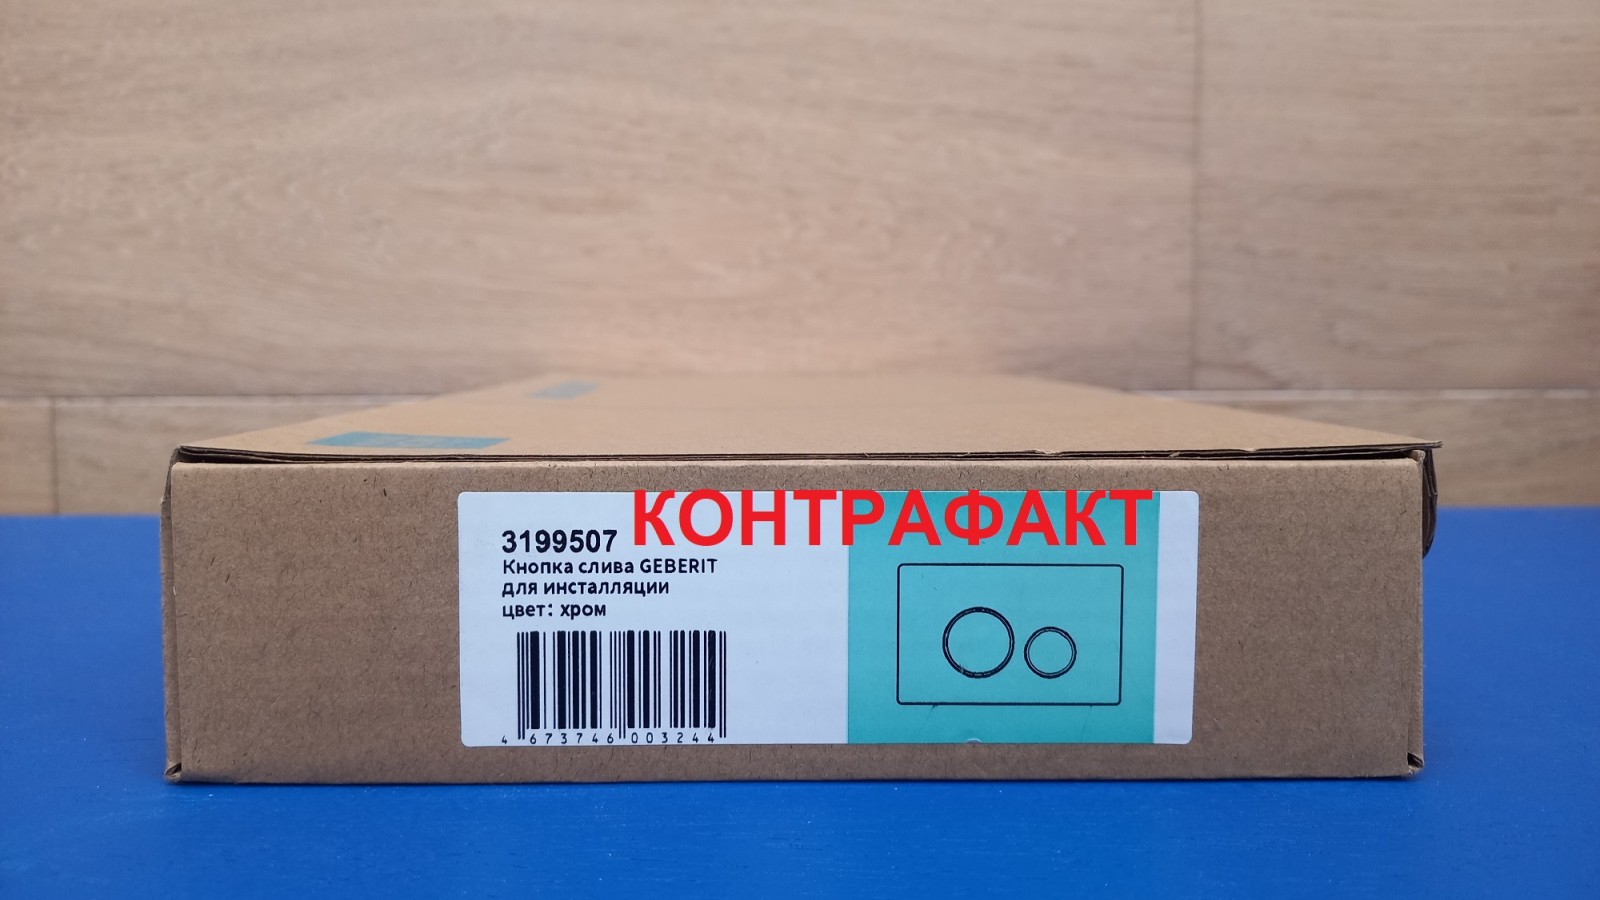 КОНТРАФАКТ
3199507
Кнопка слива GEBERIT
для инсталляции
цвет: хром
4 673746 003244